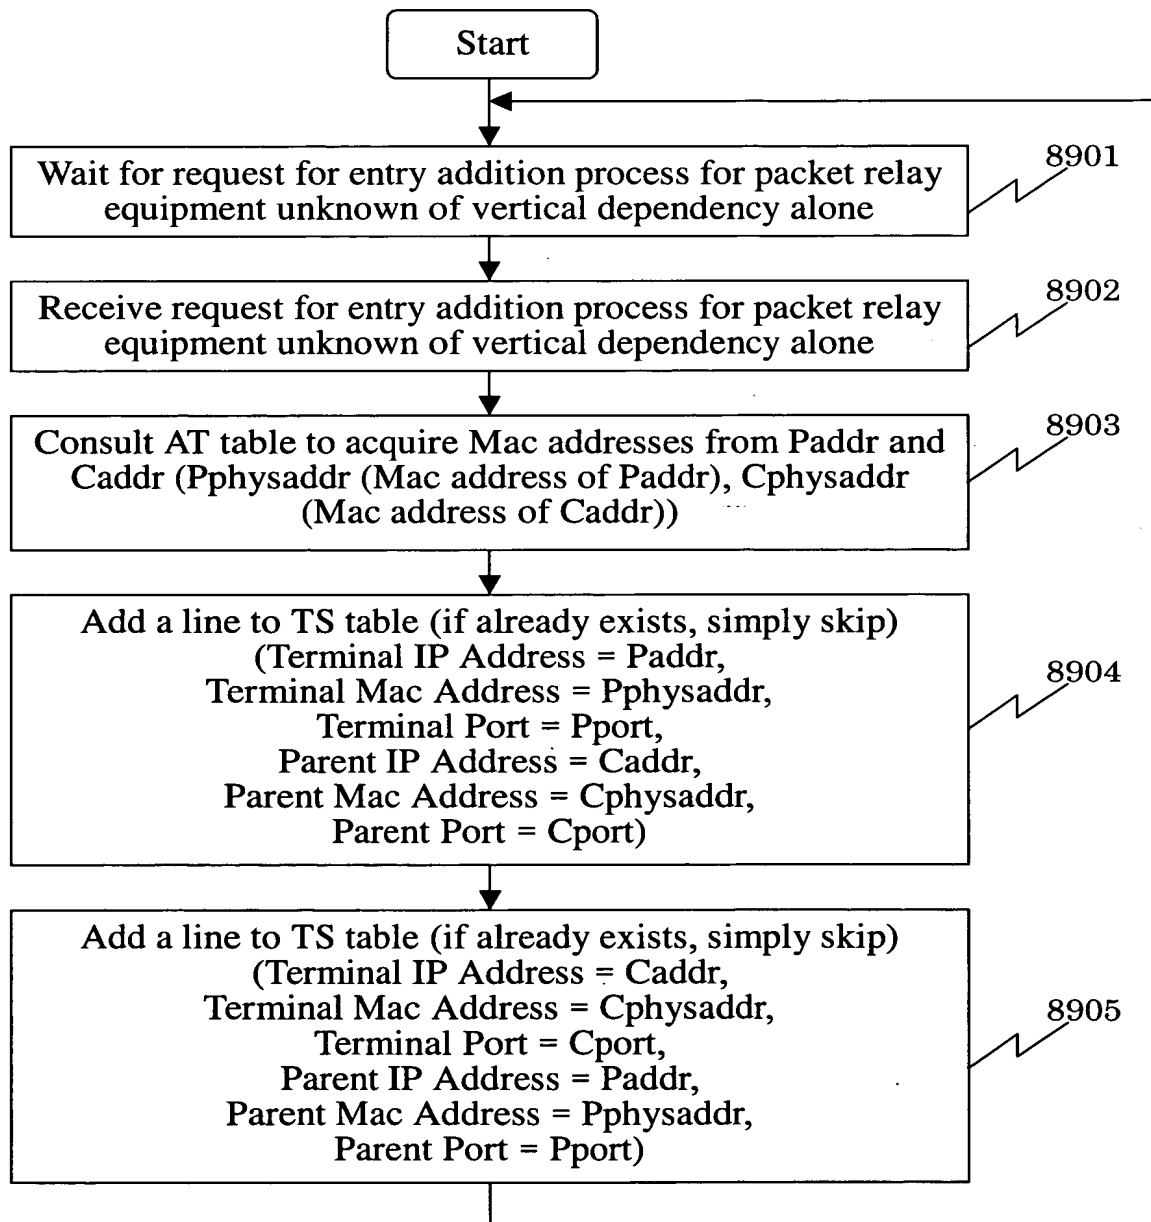 Start
Wait for request for entry addition process for packet relay
equipment unknown of vertical dependency alone
8901
Receive request for entry addition process for packet relay
equipment unknown of vertical dependency alone
8902
Consult AT table to acquire Mac addresses from Paddr and
Caddr (Pphysaddr (Mac address of Paddr), Cphysaddr
(Mac address of Caddr))
8903
Add a line to TS table (if already exists, simply skip)
(Terminal IP Address = Paddr,
Terminal Mac Address = Pphysaddr,
Terminal Port = Pport,
Parent IP Address = Caddr,
Parent Mac Address = Cphysaddr,
Parent Port = Cport)
8904
Add a line to TS table (if already exists, simply skip)
(Terminal IP Address = Caddr,
Terminal Mac Address = Cphysaddr,
Terminal Port = Cport,
Parent IP Address = Paddr,
Parent Mac Address = Pphysaddr,
Parent Port = Pport)
8905